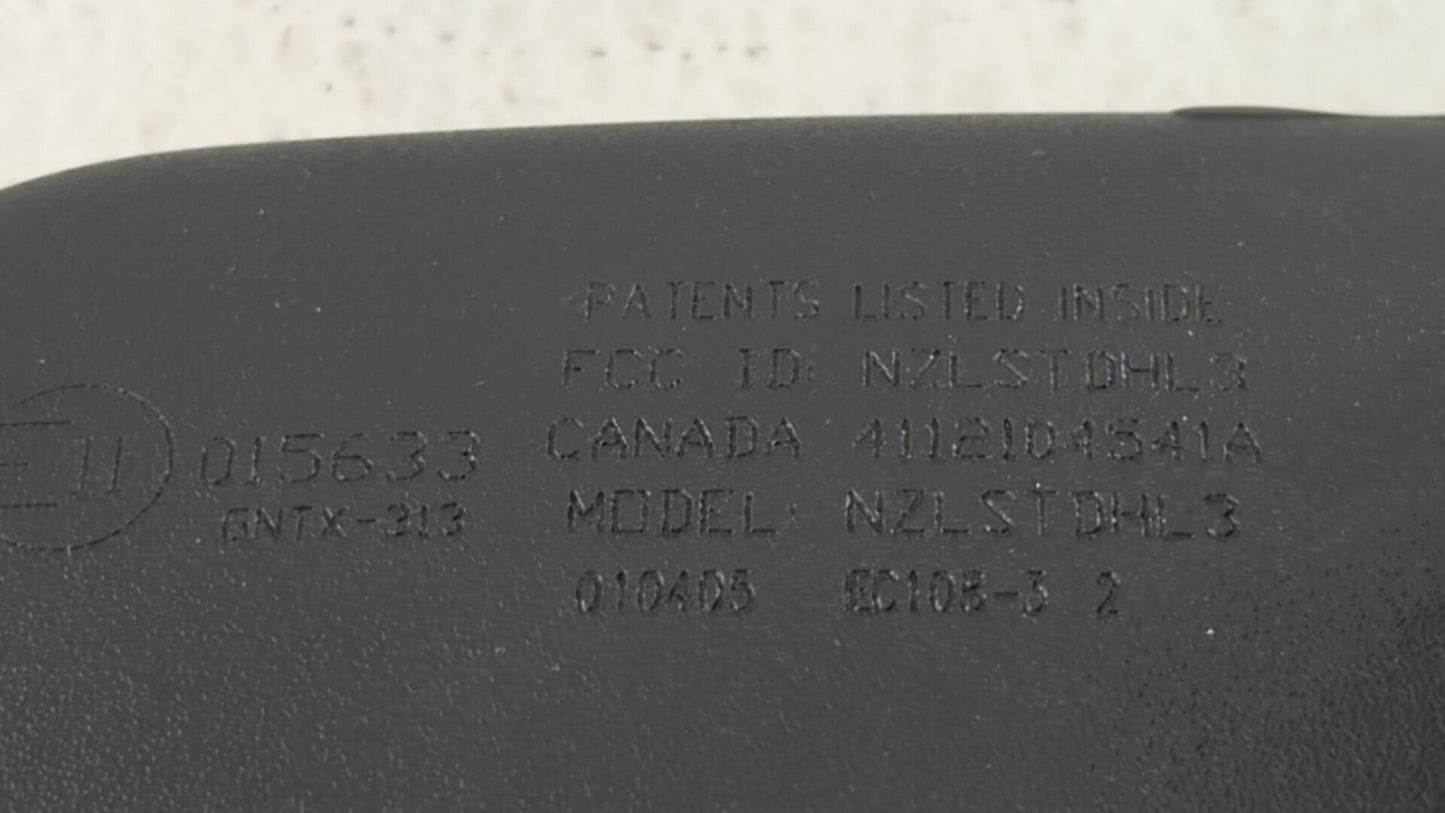 PATENTS LISTED INSIDE
FCC ID: NZLSTDHL3
CANADA 4112104541A
MODEL: NZLSTDHL3
010405 EC108-3 2
E11 015633
GNTX-313